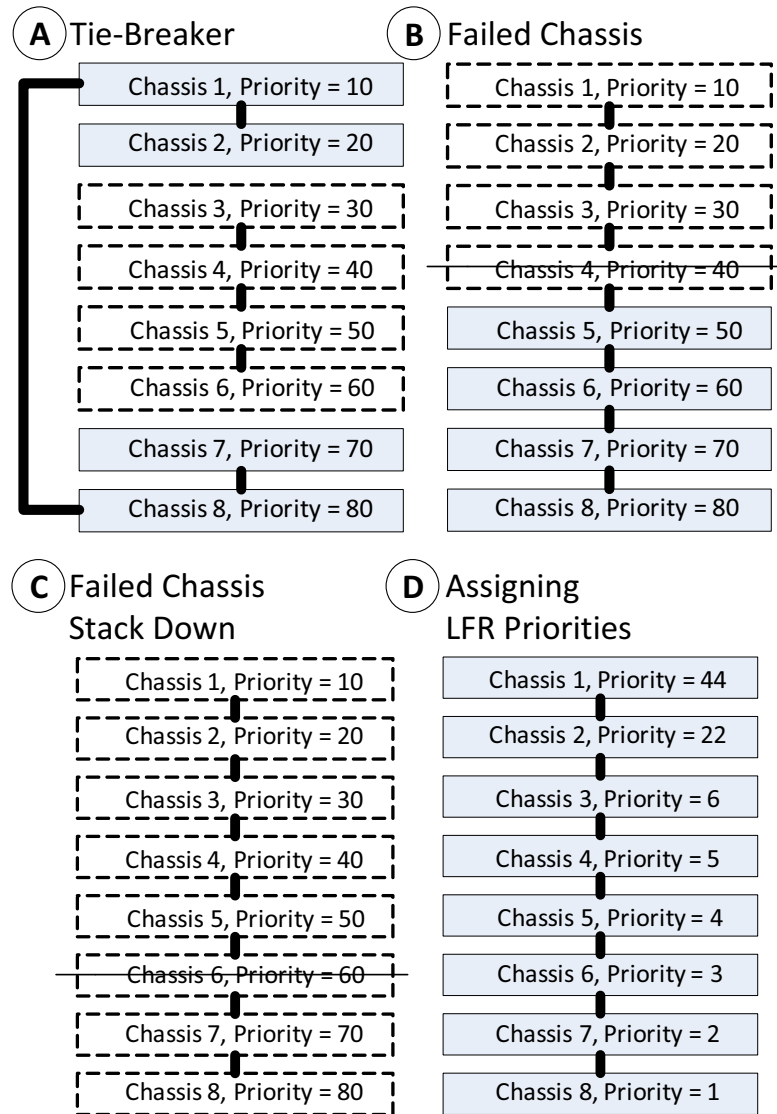 A Tie-Breaker
Chassis 1, Priority = 10
Chassis 2, Priority = 20
Chassis 3, Priority = 30
Chassis 4, Priority = 40
Chassis 5, Priority = 50
Chassis 6, Priority = 60
Chassis 7, Priority = 70
Chassis 8, Priority = 80
B Failed Chassis
Chassis 1, Priority = 10
Chassis 2, Priority = 20
Chassis 3, Priority = 30
Chassis 4, Priority = 40
Chassis 5, Priority = 50
Chassis 6, Priority = 60
Chassis 7, Priority = 70
Chassis 8, Priority = 80
C Failed Chassis
Stack Down
Chassis 1, Priority = 10
Chassis 2, Priority = 20
Chassis 3, Priority = 30
Chassis 4, Priority = 40
Chassis 5, Priority = 50
Chassis 6, Priority = 60
Chassis 7, Priority = 70
Chassis 8, Priority = 80
D Assigning
LFR Priorities
Chassis 1, Priority = 44
Chassis 2, Priority = 22
Chassis 3, Priority = 6
Chassis 4, Priority = 5
Chassis 5, Priority = 4
Chassis 6, Priority = 3
Chassis 7, Priority = 2
Chassis 8, Priority = 1